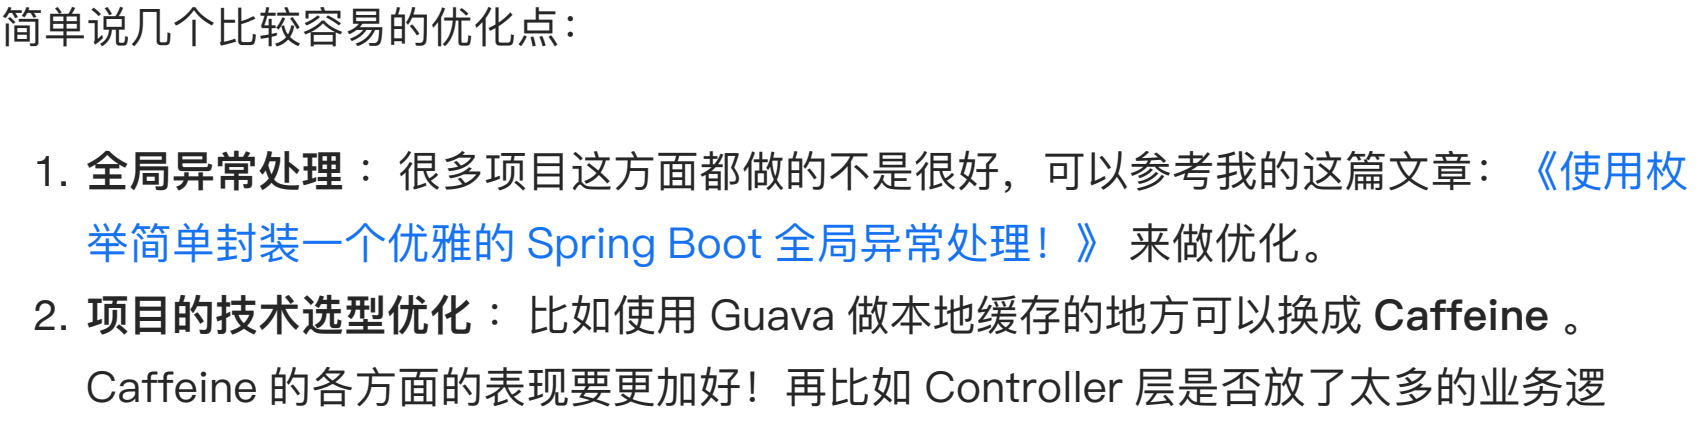 简单说几个比较容易的优化点：
1. 全局异常处理 ：很多项目这方面都做的不是很好，可以参考我的这篇文章：《使用枚
举简单封装一个优雅的 Spring Boot 全局异常处理！》 来做优化。
2. 项目的技术选型优化 ：比如使用 Guava 做本地缓存的地方可以换成 Caffeine 。
Caffeine 的各方面的表现要更加好！再比如 Controller 层是否放了太多的业务逻